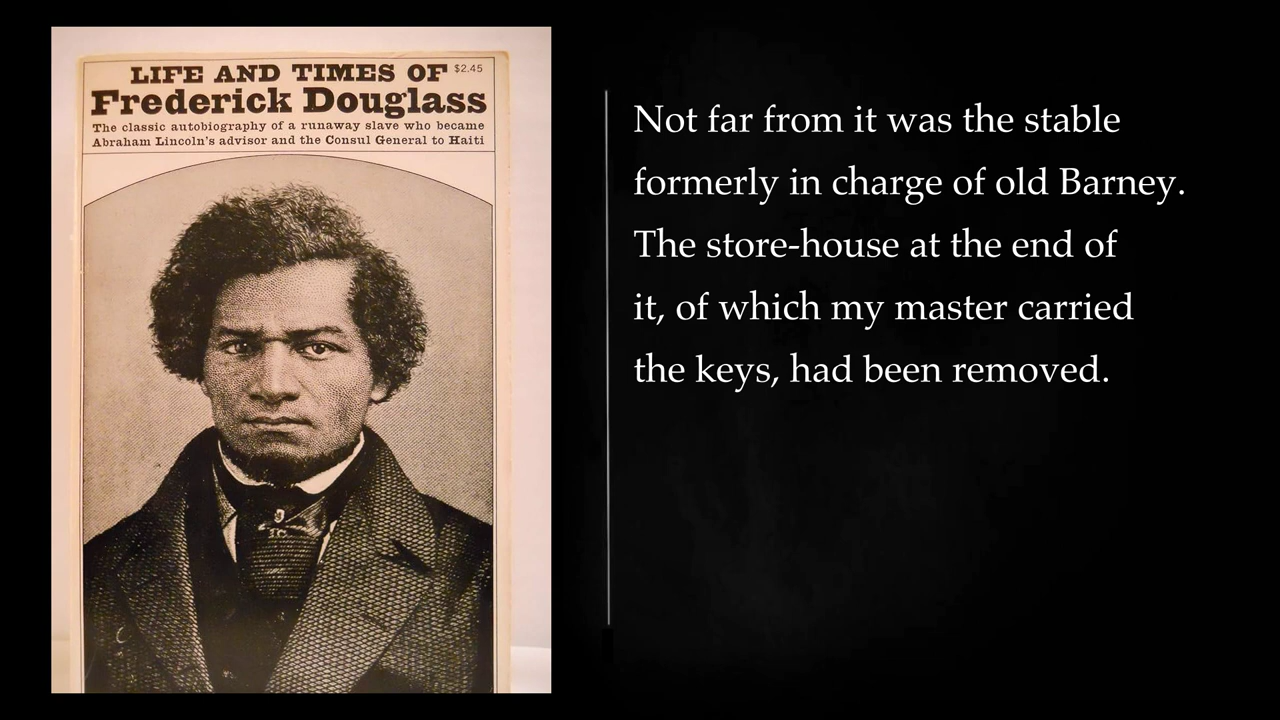 LIFE AND TIMES OF $2.45
Frederick Douglass
The classic autobiography of a runaway slave who became
Abraham Lincoln's advisor and the Consul General to Haiti
Not far from it was the stable
formerly in charge of old Barney.
The store-house at the end of
it, of which my master carried
the keys, had been removed.